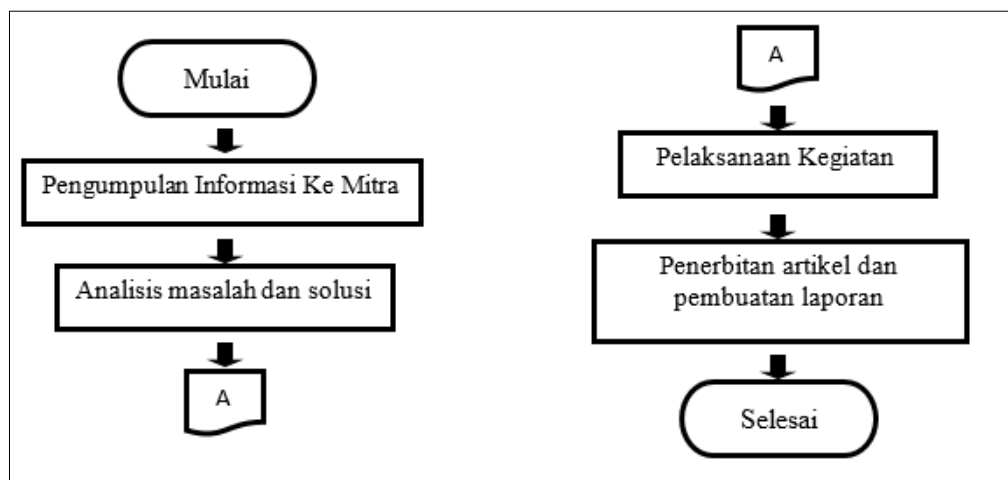 Mulai
Pengumpulan Informasi Ke Mitra
Analisis masalah dan solusi
A
A
Pelaksanaan Kegiatan
Penerbitan artikel dan
pembuatan laporan
Selesai